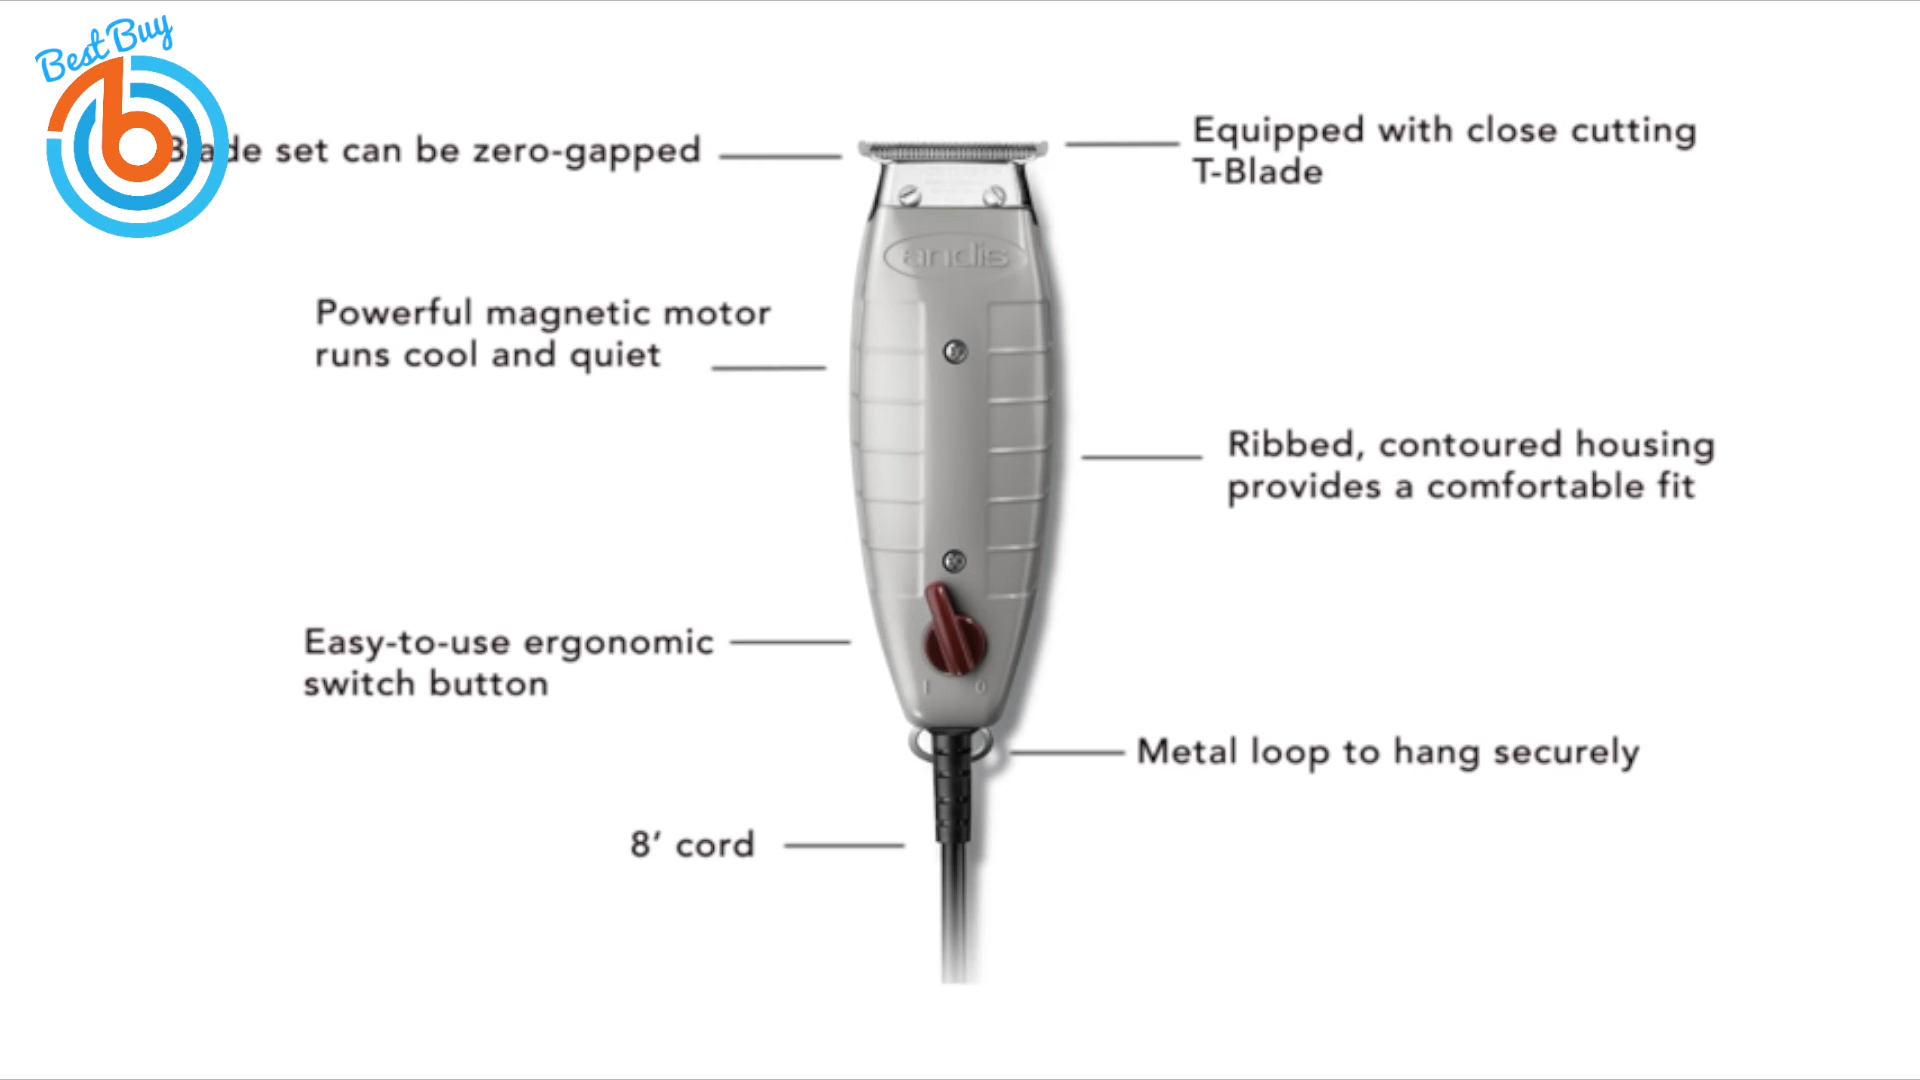 Best Buy
b
Blade set can be zero-gapped
Equipped with close cutting
T-Blade
andis
Powerful magnetic motor
runs cool and quiet
Ribbed, contoured housing
provides a comfortable fit
Easy-to-use ergonomic
switch button
I 0
Metal loop to hang securely
8' cord